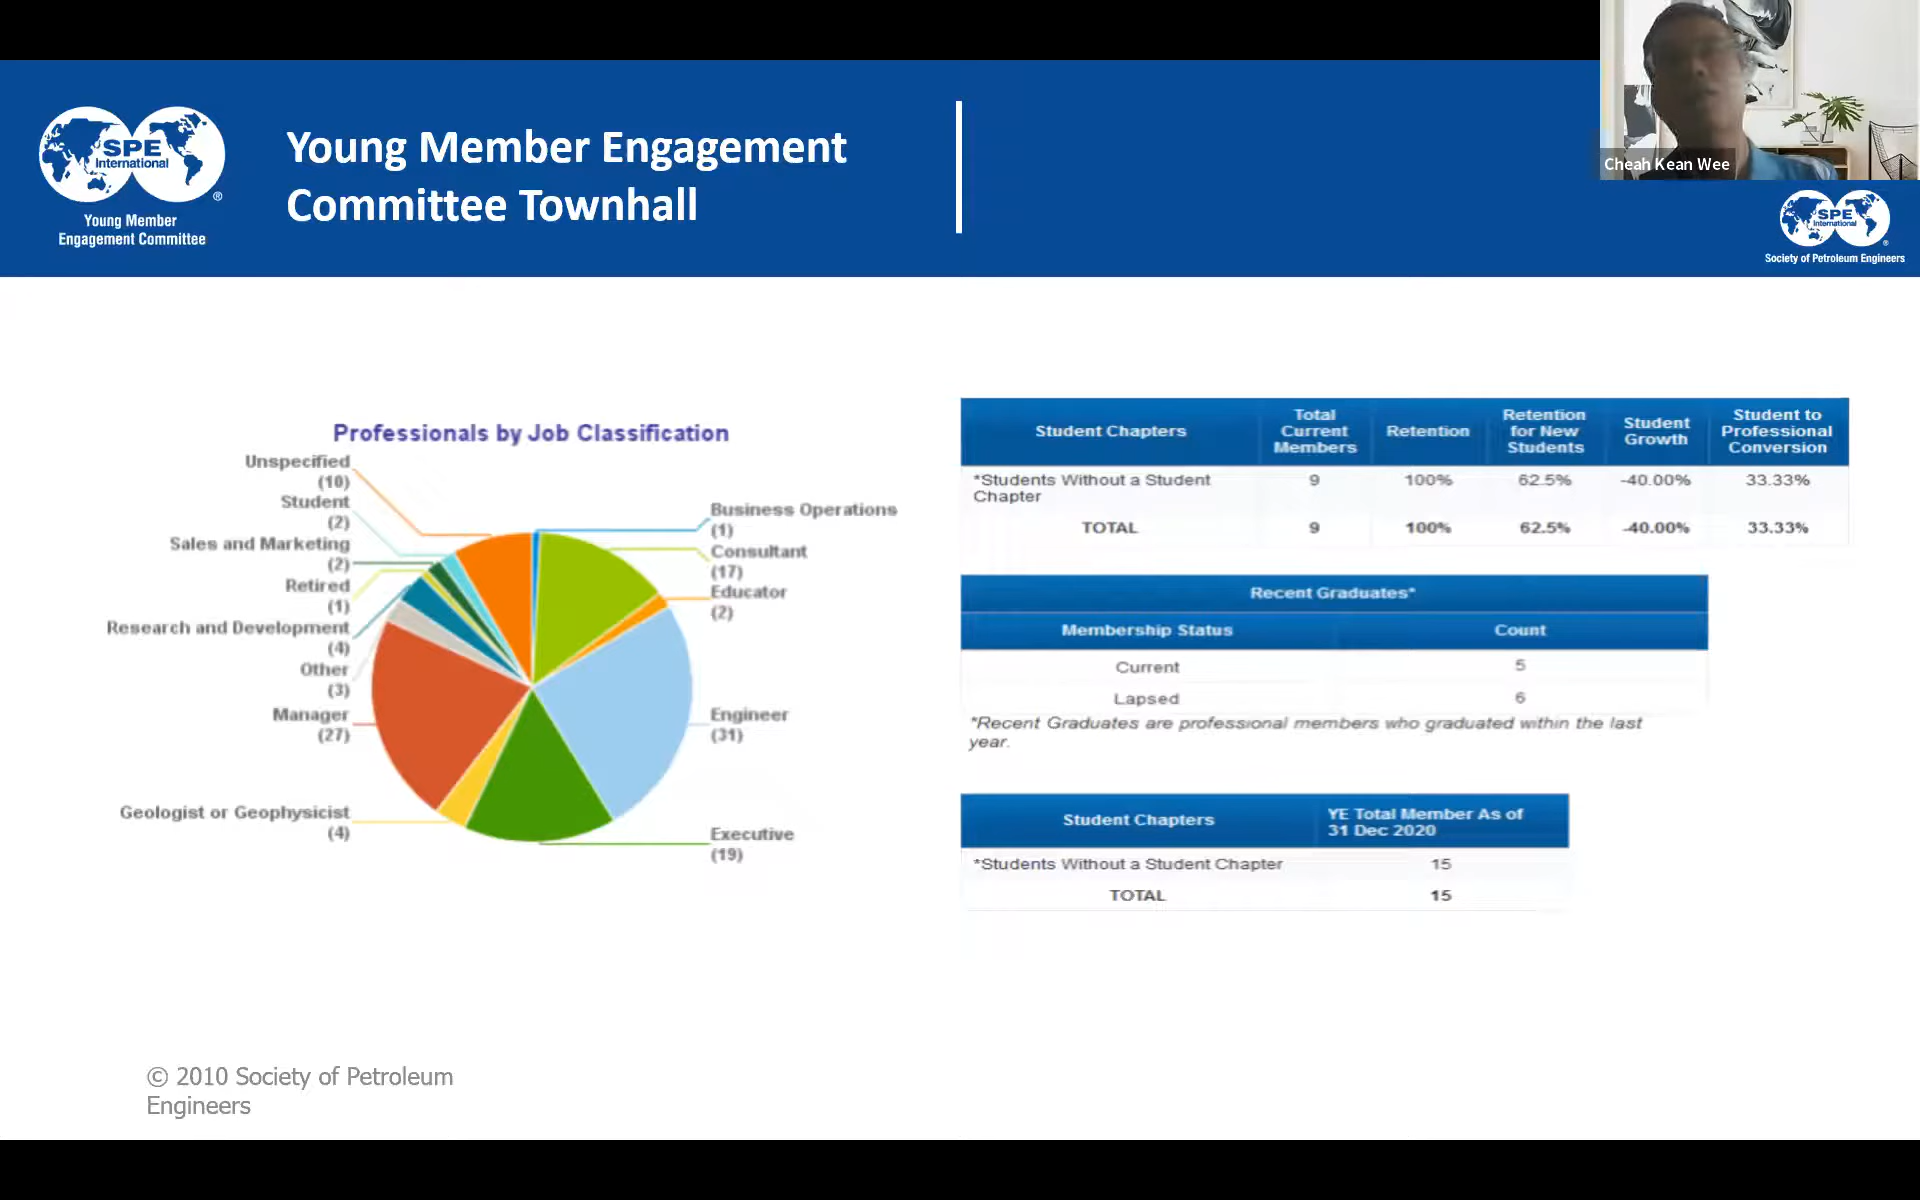 SPE
International
®
Young Member
Engagement Committee
Young Member Engagement
Committee Townhall
Cheah Kean Wee
SPE
International
®
Society of Petroleum Engineers
Professionals by Job Classification
Unspecified
(10)
Student
(2)
Sales and Marketing
(2)
Retired
(1)
Research and Development
(4)
Other
(3)
Manager
(27)
Geologist or Geophysicist
(4)
Business Operations
(1)
Consultant
(17)
Educator
(2)
Engineer
(31)
Executive
(19)
Student Chapters Total Current Members Retention Retention for New Students Student Growth Student to Professional Conversion
*Students Without a Student Chapter 9 100% 62.5% -40.00% 33.33%
TOTAL 9 100% 62.5% -40.00% 33.33%
Recent Graduates*
Membership Status Count
Current 5
Lapsed 6
*Recent Graduates are professional members who graduated within the last
year.
Student Chapters YE Total Member As of 31 Dec 2020
*Students Without a Student Chapter 15
TOTAL 15
© 2010 Society of Petroleum
Engineers